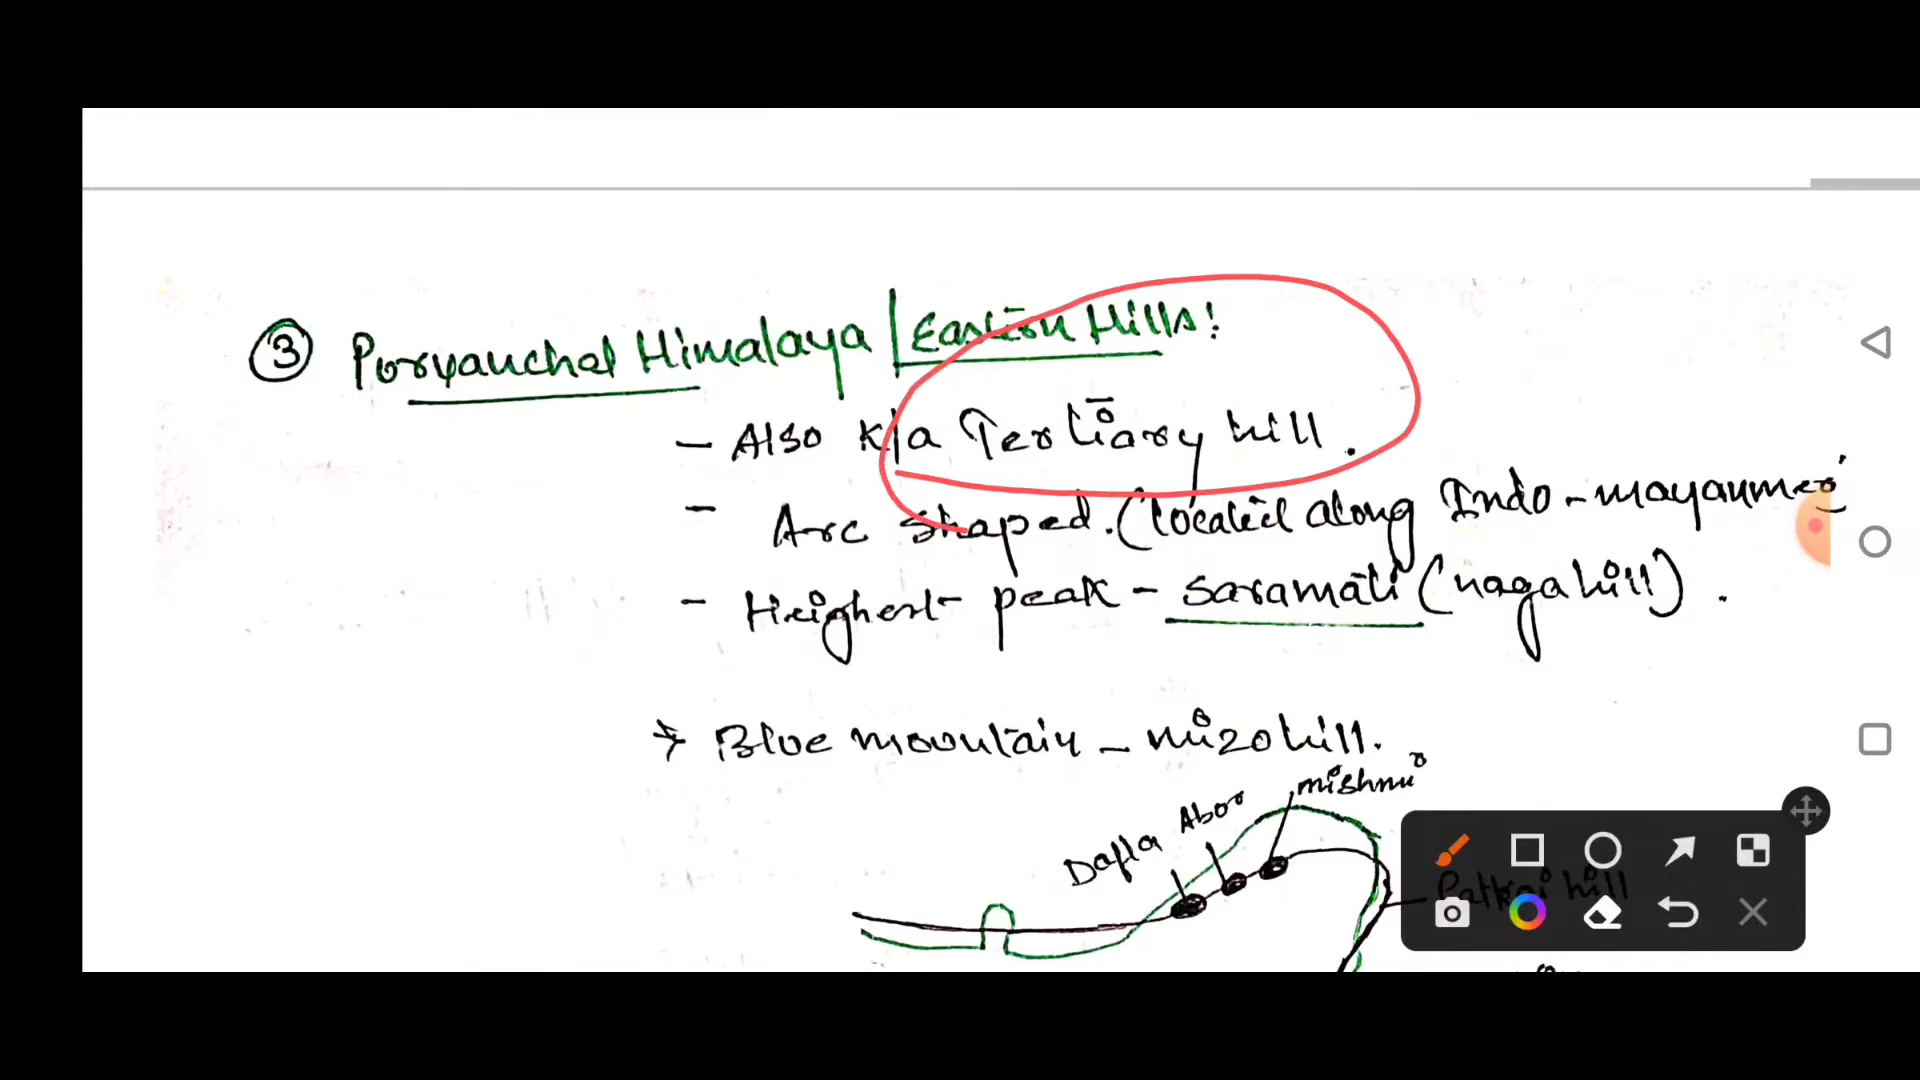 ③ Poryanchal Himalaya | Eastern Hills:
- Also k/a Tertiary hill.
- Arc shaped. (located along Indo-mayanmar
- Heighest peak - Saramati (naga hill).
→ Blue mountain - mizo hill.
mishmi
Abor
Dafla
Patkai hill